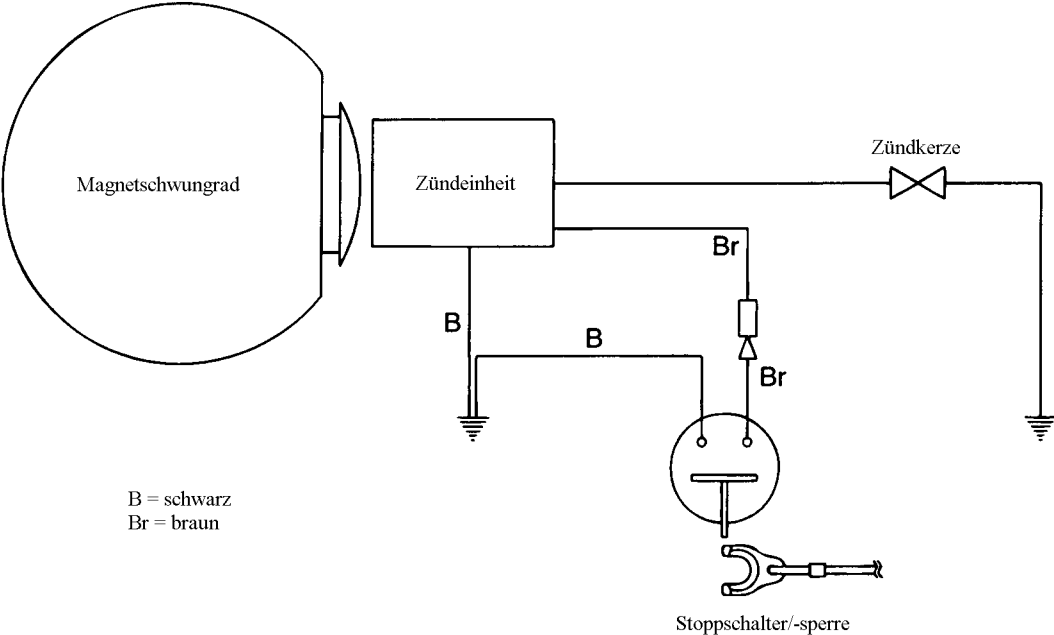 Zündkerze
Magnetschwungrad
Zündeinheit
Br
B
B
Br
B = schwarz
Br = braun
Stoppschalter/-sperre